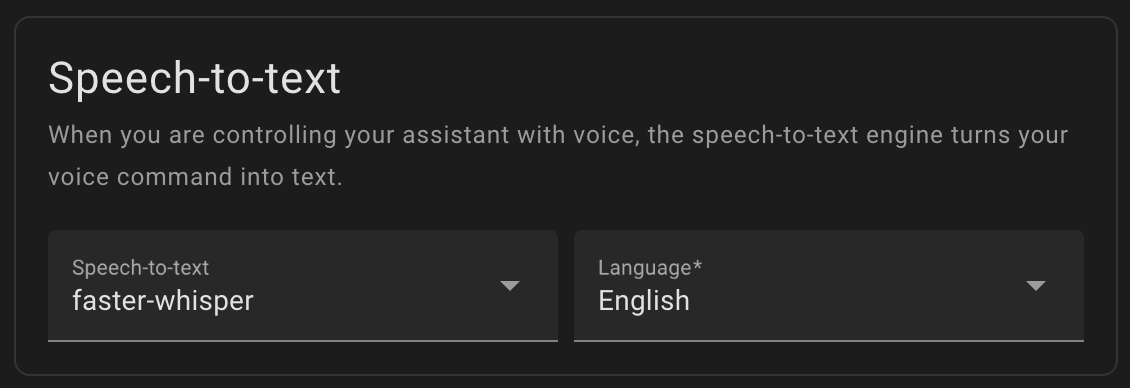 Speech-to-text
When you are controlling your assistant with voice, the speech-to-text engine turns your
voice command into text.
Speech-to-text
faster-whisper
Language*
English